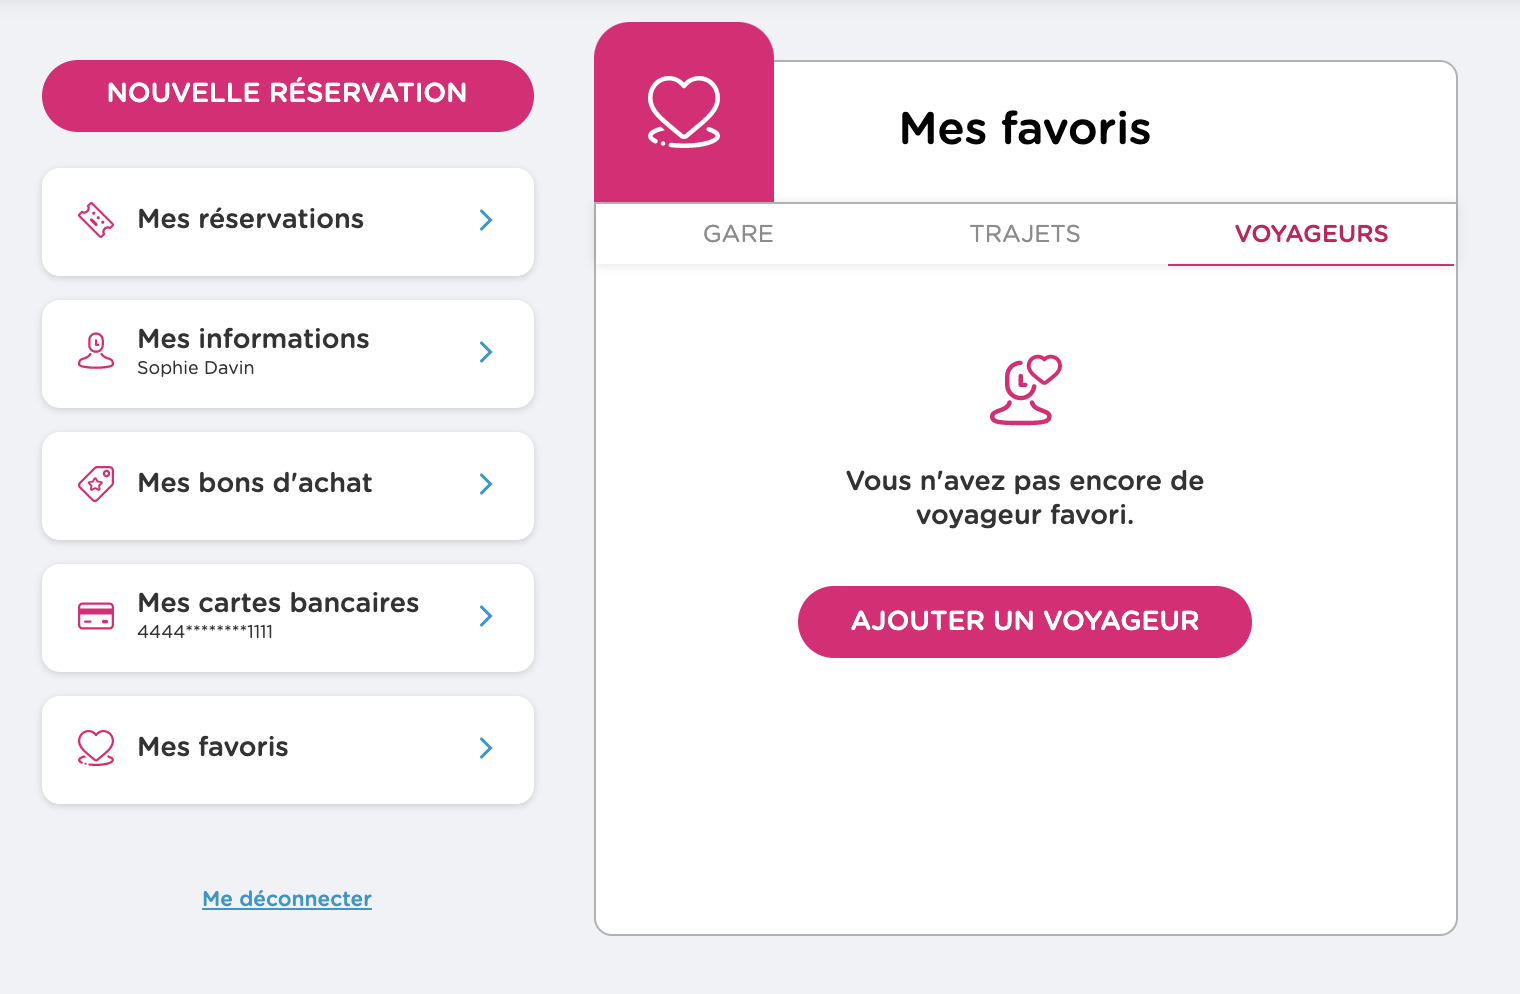 NOUVELLE RÉSERVATION
Mes réservations
Mes informations
Sophie Davin
Mes bons d'achat
Mes cartes bancaires
4444********1111
Mes favoris
Me déconnecter
Mes favoris
GARE
TRAJETS
VOYAGEURS
Vous n'avez pas encore de
voyageur favori.
AJOUTER UN VOYAGEUR